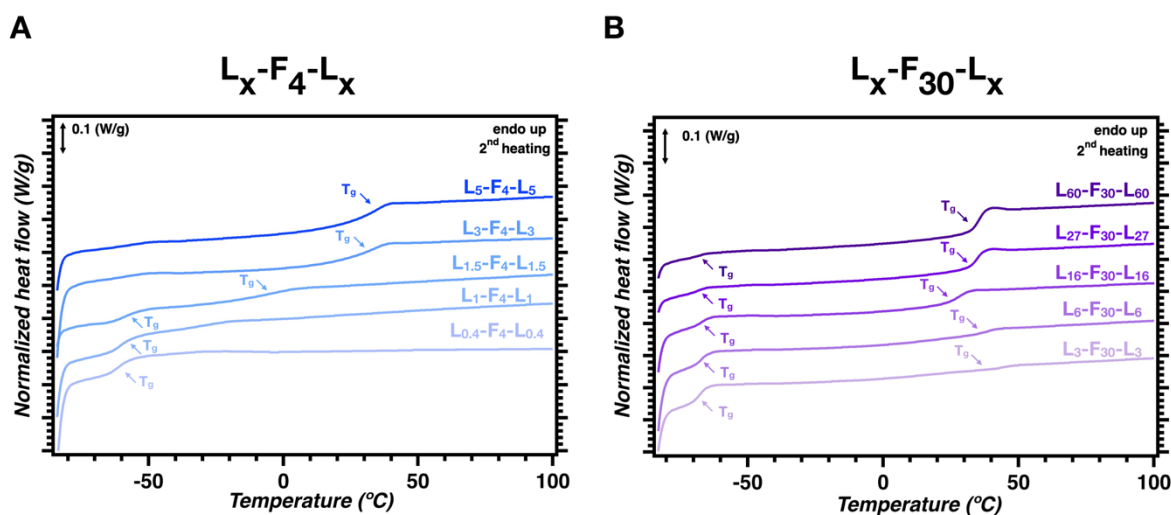 A
Lx-F4-Lx
0.1 (W/g)
endo up
2nd heating
Normalized heat flow (W/g)
Tg
L5-F4-L5
Tg
L3-F4-L3
Tg
L1.5-F4-L1.5
Tg
L1-F4-L1
Tg
L0.4-F4-L0.4
Tg
-50
0
50
100
Temperature (°C)
B
Lx-F30-Lx
0.1 (W/g)
endo up
2nd heating
Normalized heat flow (W/g)
Tg
L60-F30-L60
Tg
Tg
L27-F30-L27
Tg
Tg
L16-F30-L16
Tg
Tg
L6-F30-L6
Tg
Tg
L3-F30-L3
Tg
-50
0
50
100
Temperature (°C)